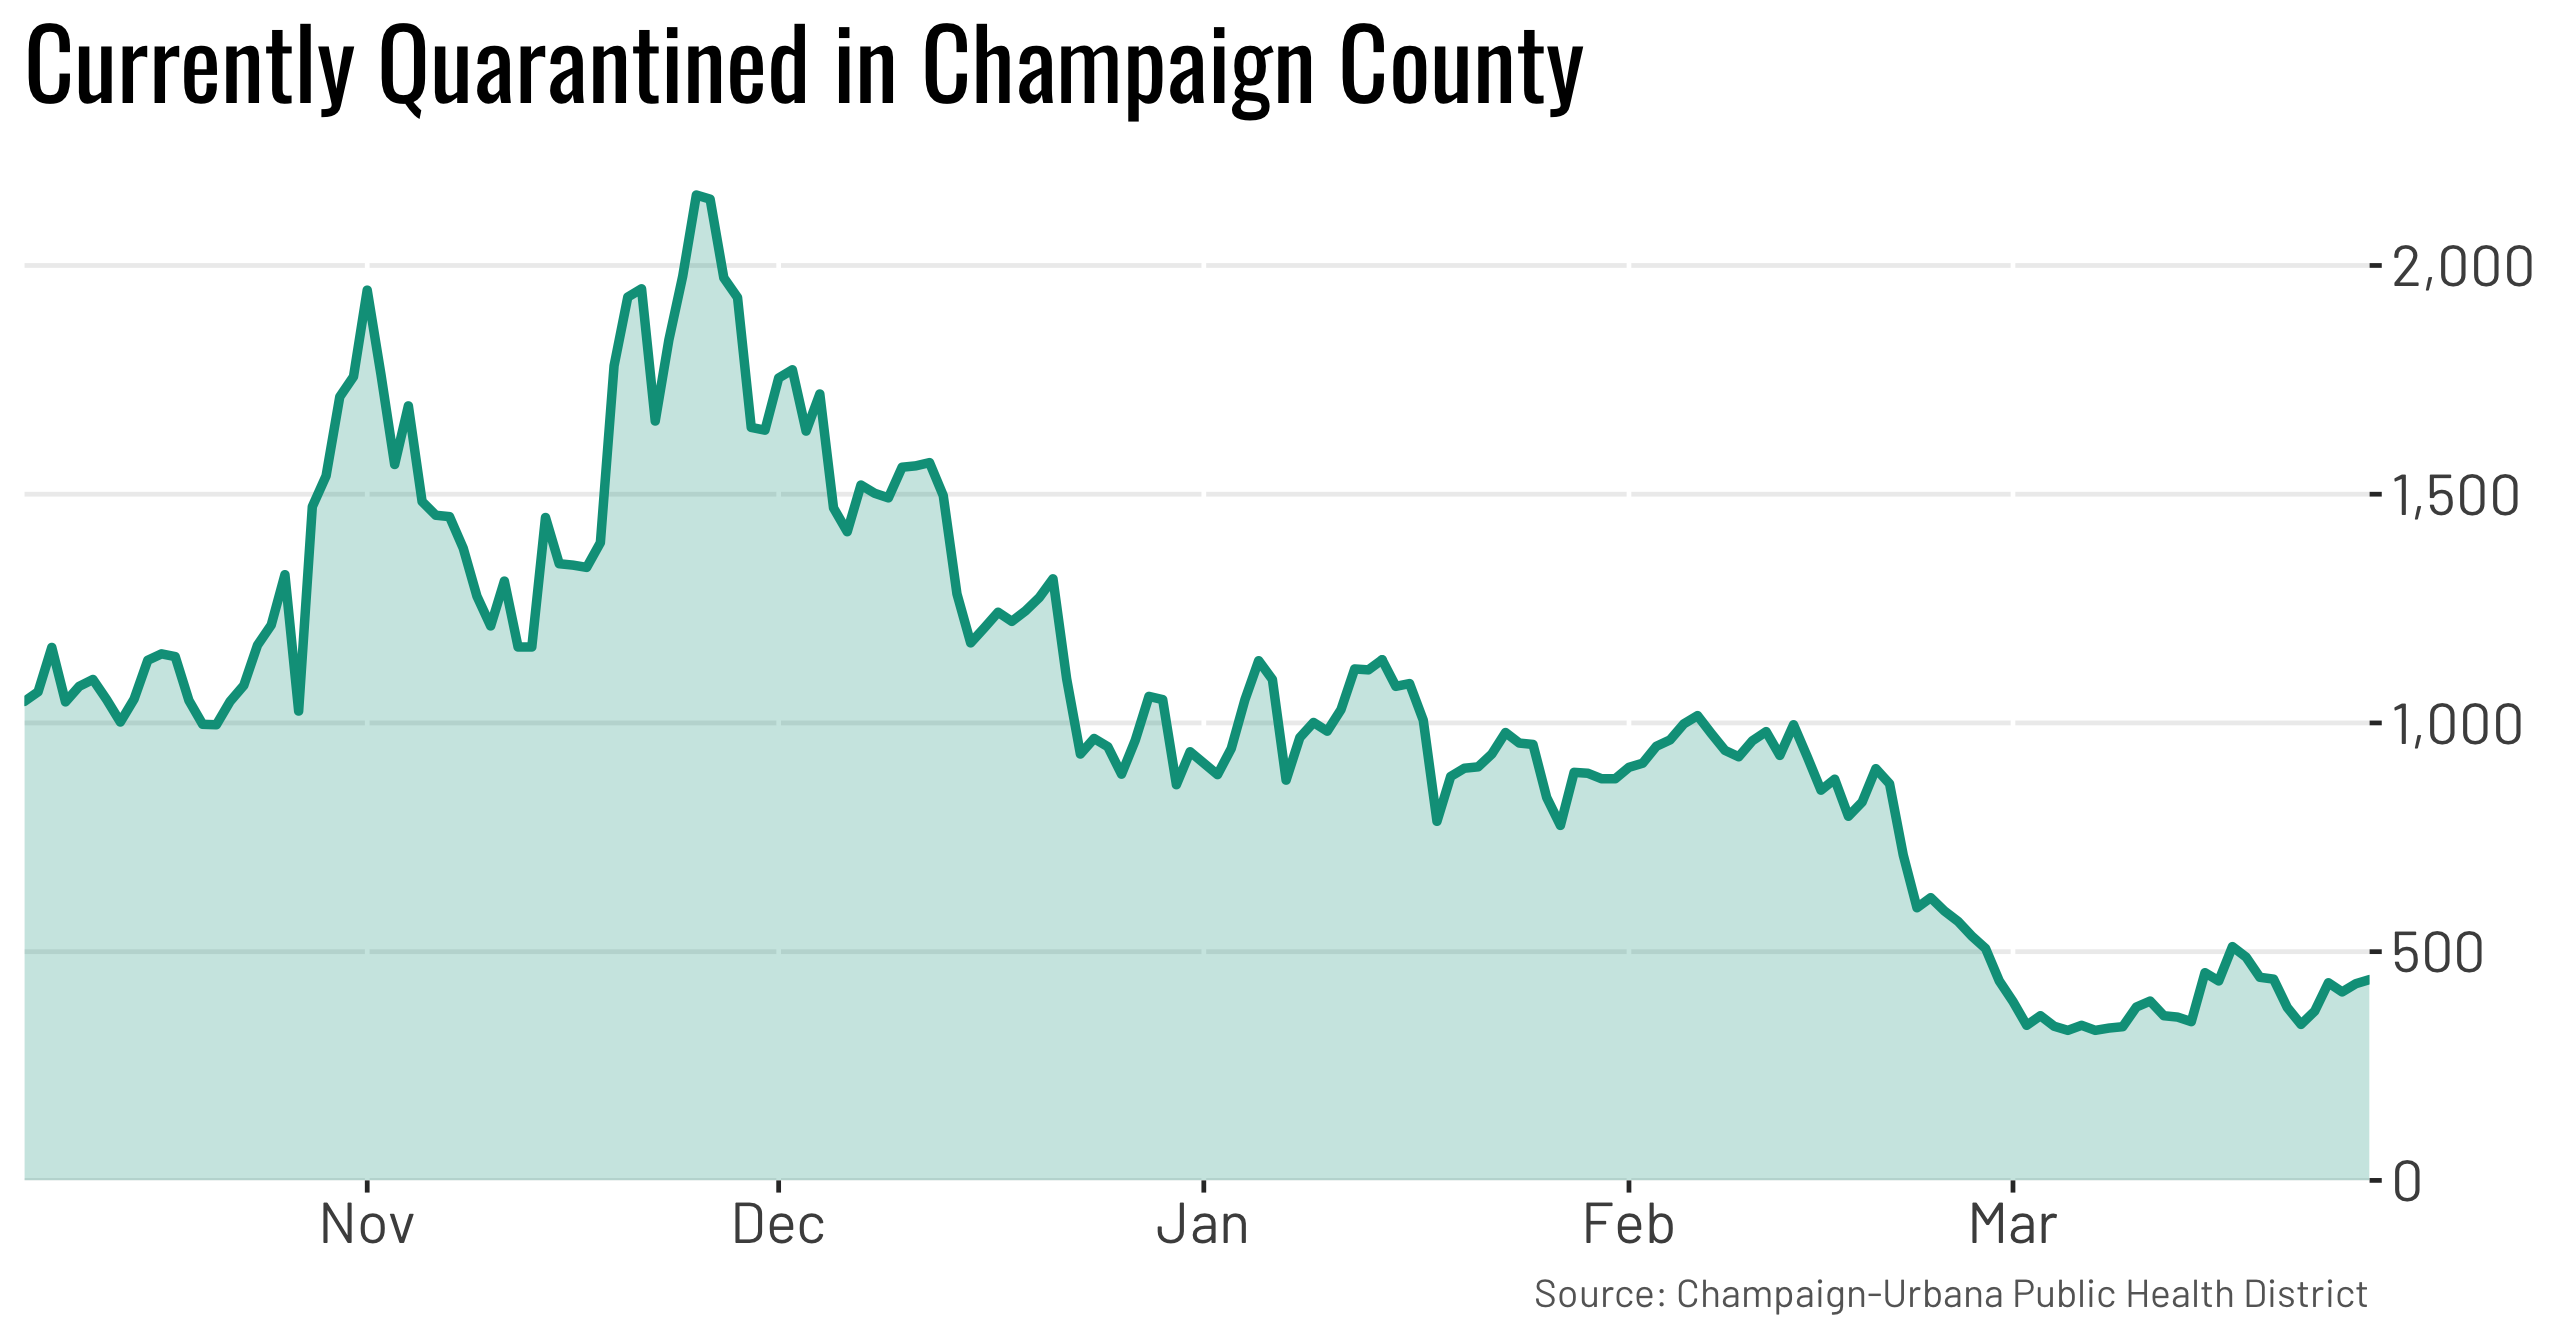 Currently Quarantined in Champaign County
2,000
1,500
1,000
500
0
Nov Dec Jan Feb Mar
Source: Champaign-Urbana Public Health District